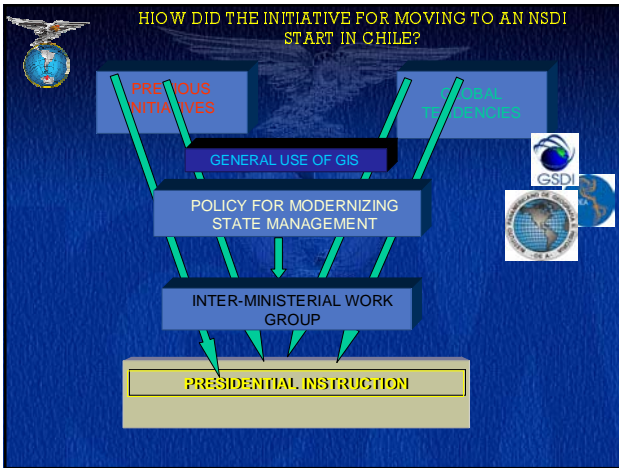 HIOW DID THE INITIATIVE FOR MOVING TO AN NSDI
START IN CHILE?
PREVIOUS
INITIATIVES
GLOBAL
TENDENCIES
GENERAL USE OF GIS
GSDI
POLICY FOR MODERNIZING
STATE MANAGEMENT
INTER-MINISTERIAL WORK
GROUP
PRESIDENTIAL INSTRUCTION